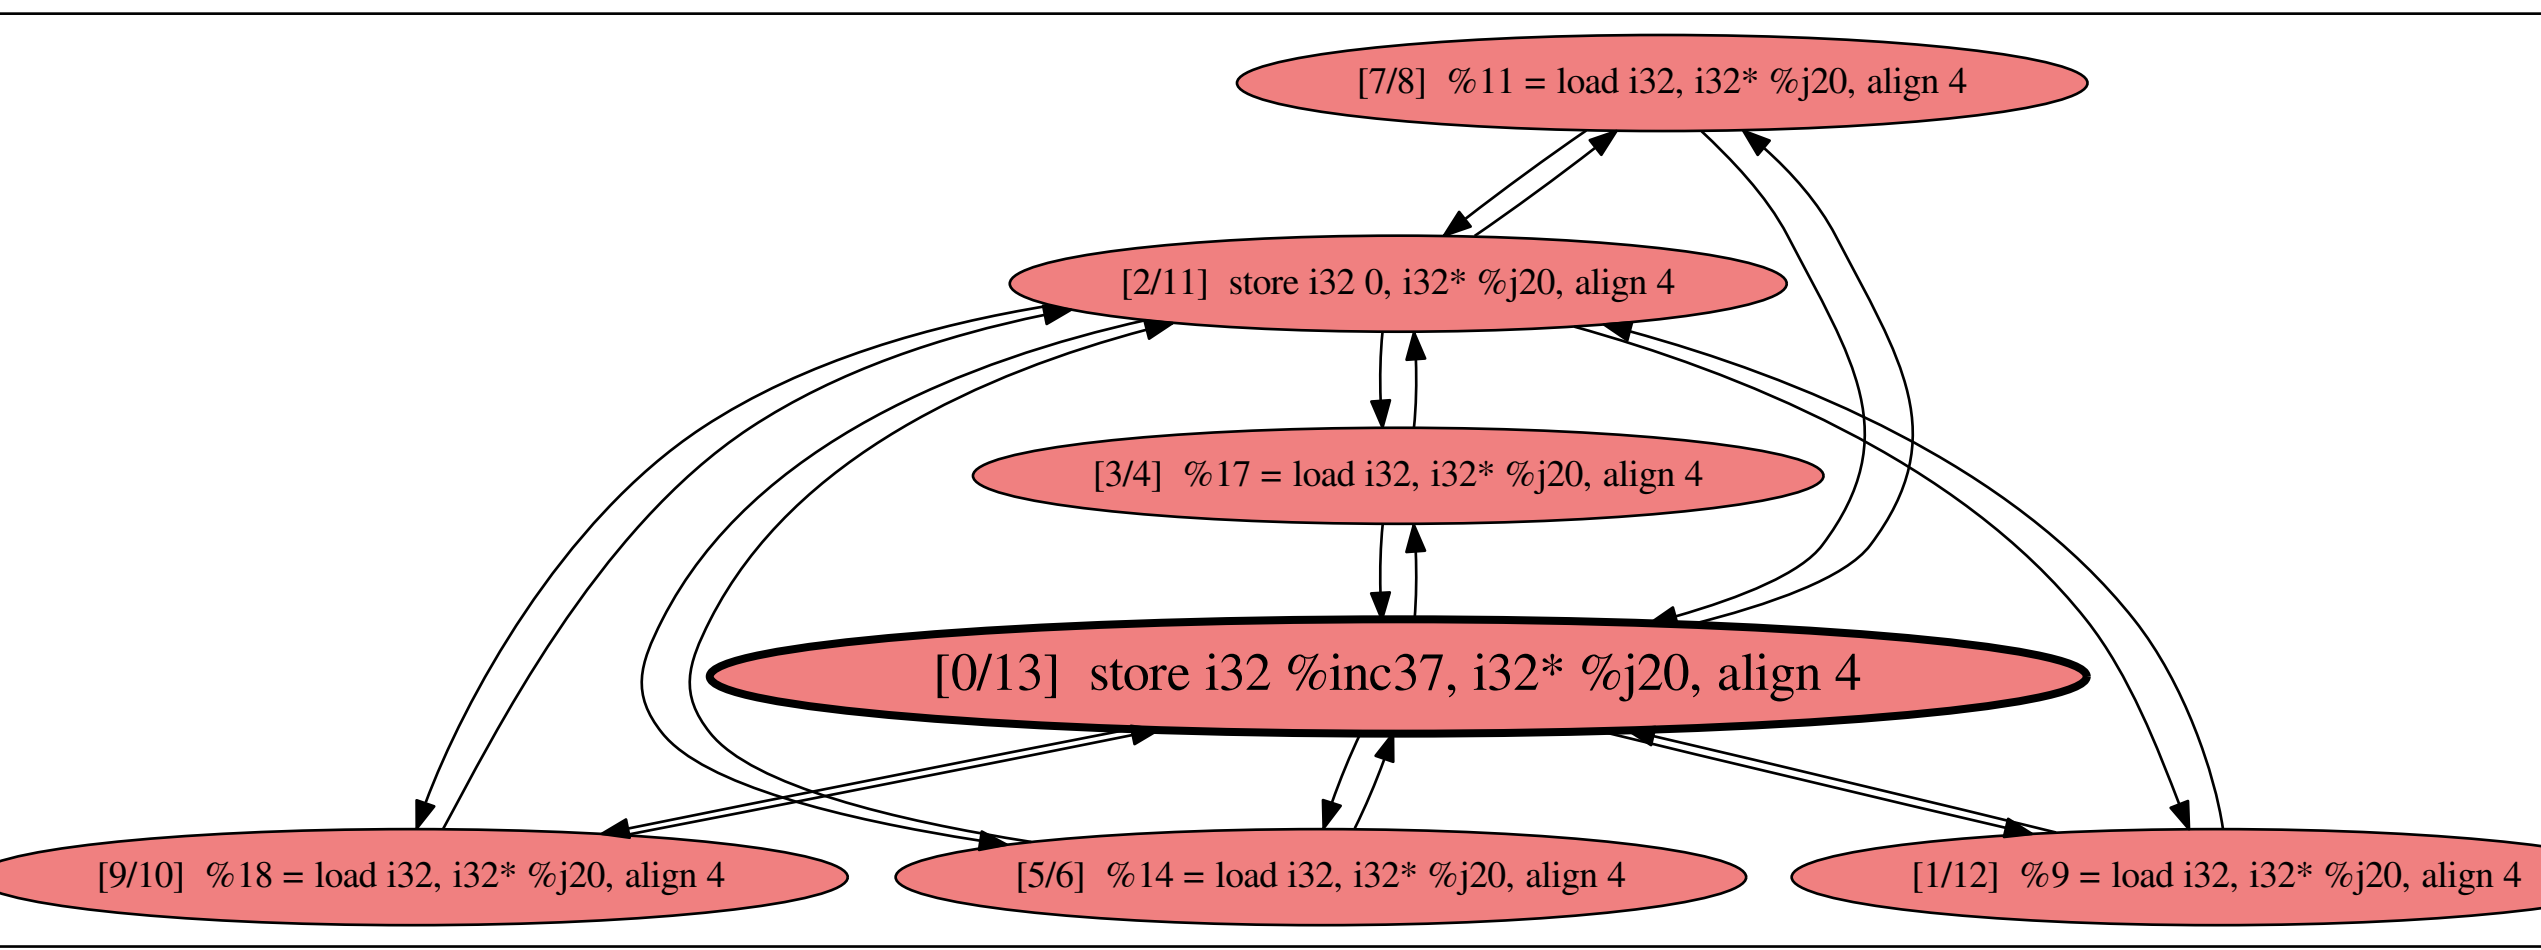 [7/8]  %11 = load i32, i32* %j20, align 4
[2/11]  store i32 0, i32* %j20, align 4
[3/4]  %17 = load i32, i32* %j20, align 4
[0/13]  store i32 %inc37, i32* %j20, align 4
[9/10]  %18 = load i32, i32* %j20, align 4
[5/6]  %14 = load i32, i32* %j20, align 4
[1/12]  %9 = load i32, i32* %j20, align 4